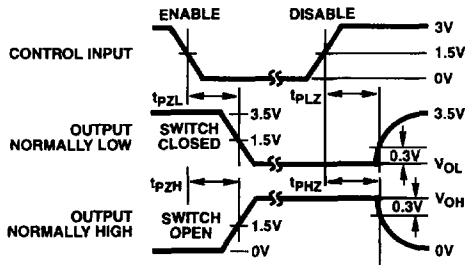 ENABLE
DISABLE
CONTROL INPUT
3V
1.5V
0V
tPZL
tPLZ
OUTPUT
NORMALLY LOW
SWITCH
CLOSED
3.5V
1.5V
3.5V
0.3V
VOL
tPZH
tPHZ
OUTPUT
NORMALLY HIGH
SWITCH
OPEN
1.5V
0V
VOH
0.3V
0V